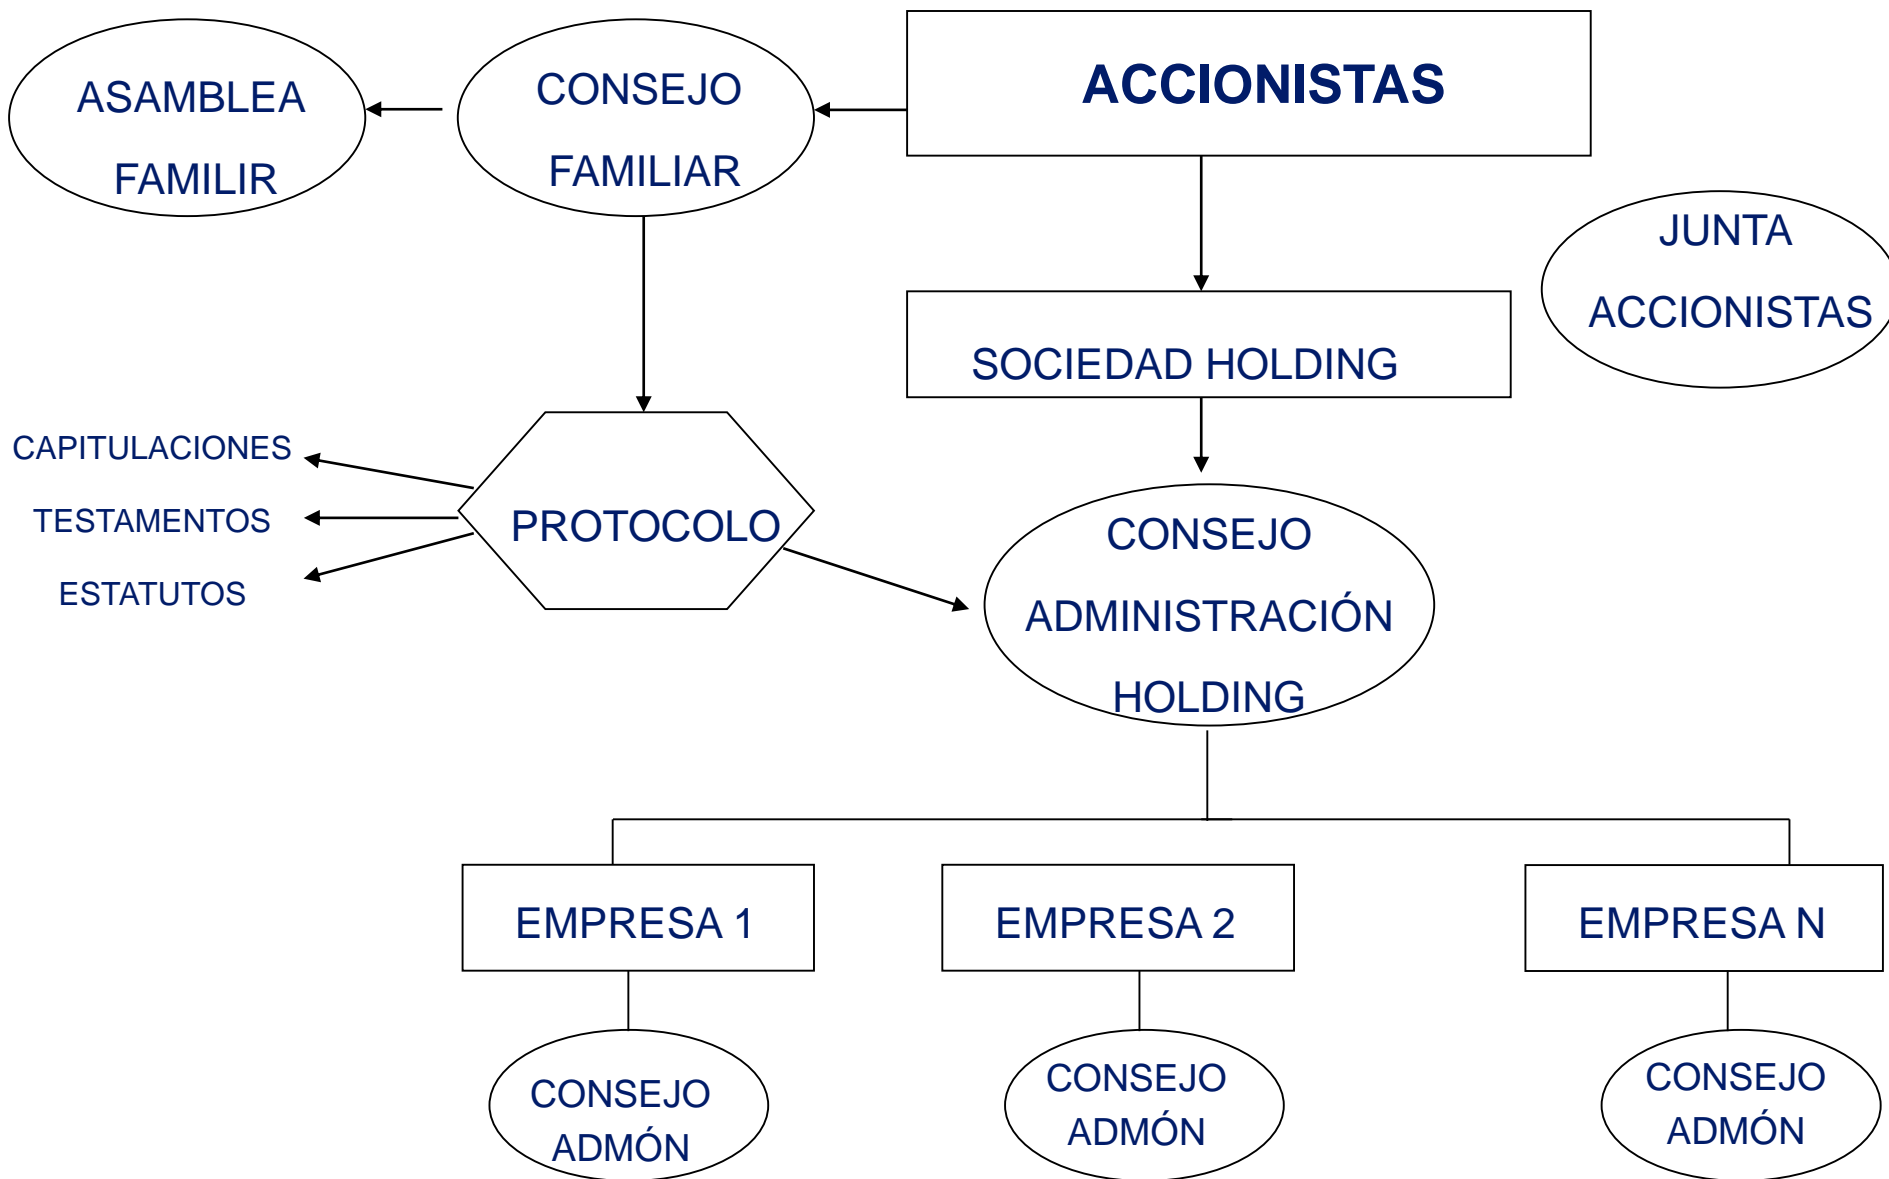 ACCIONISTAS
CONSEJO
FAMILIAR
ASAMBLEA
FAMILIR
JUNTA
ACCIONISTAS
SOCIEDAD HOLDING
CAPITULACIONES
TESTAMENTOS
ESTATUTOS
PROTOCOLO
CONSEJO
ADMINISTRACIÓN
HOLDING
EMPRESA 1
EMPRESA 2
EMPRESA N
CONSEJO
ADMÓN
CONSEJO
ADMÓN
CONSEJO
ADMÓN